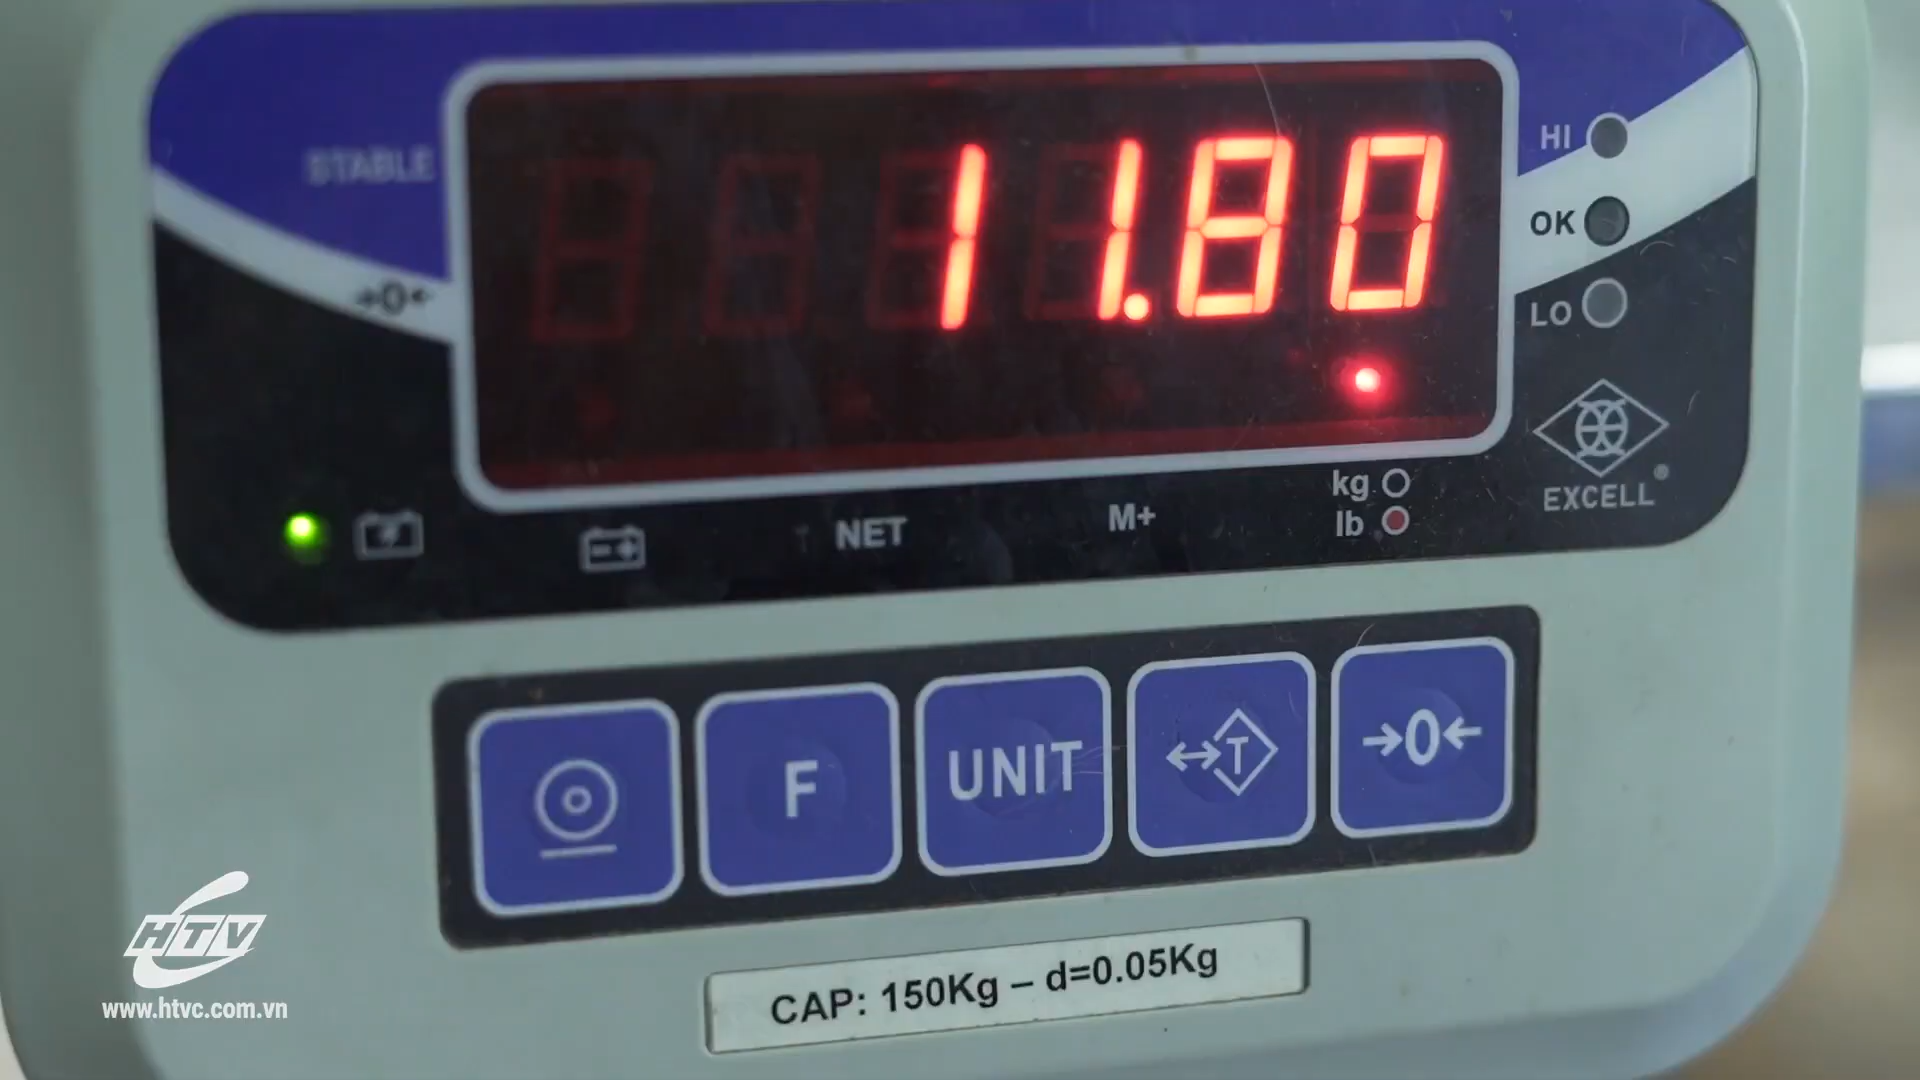 STABLE
11.80
HI
OK
→0←
LO
kg
lb
EXCELL®
NET
M+
F
UNIT
↔T
→0←
CAP: 150Kg – d=0.05Kg
HTV
www.htvc.com.vn